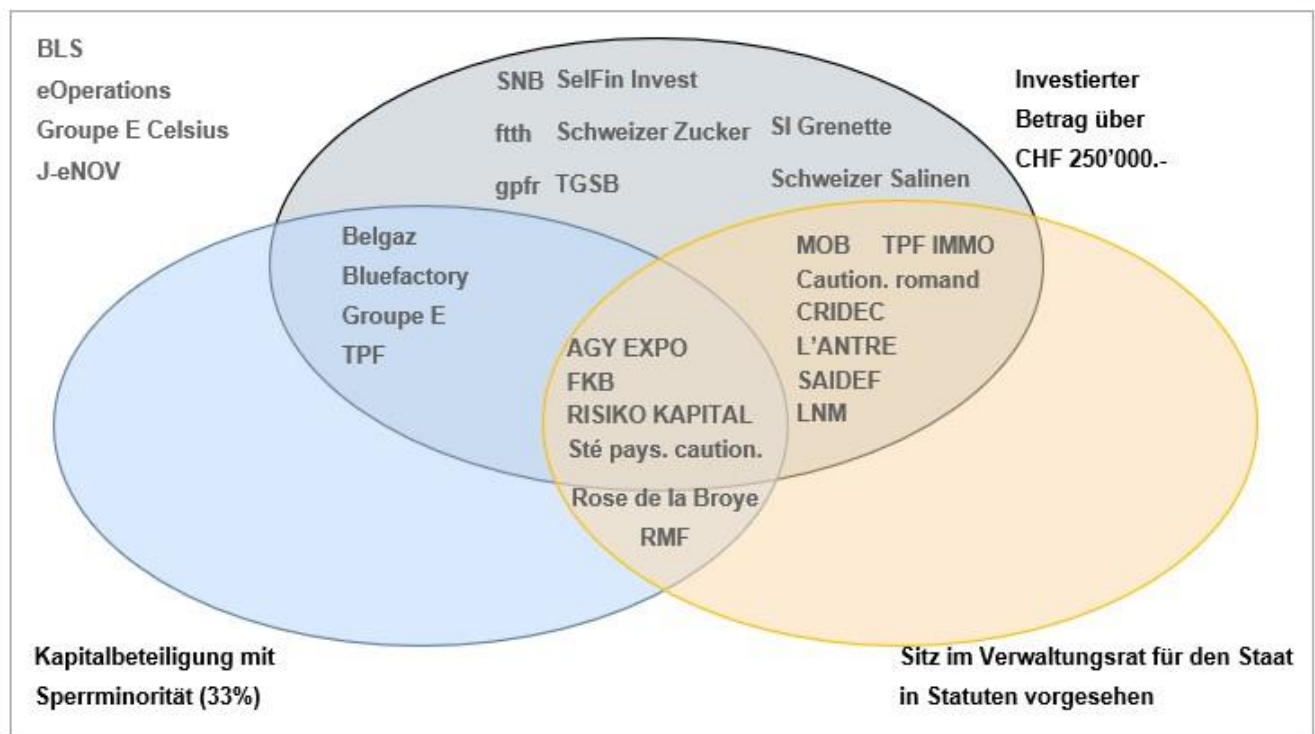 BLS
eOperations
Groupe E Celsius
J-eNOV
SNB SelFin Invest
ftth Schweizer Zucker
gpfr TGSB
SI Grenette
Schweizer Salinen
Investierter
Betrag über
CHF 250’000.-
Belgaz
Bluefactory
Groupe E
TPF
MOB TPF IMMO
Caution. romand
CRIDEC
L’ANTRE
SAIDEF
LNM
AGY EXPO
FKB
RISIKO KAPITAL
Sté pays. caution.
Rose de la Broye
RMF
Kapitalbeteiligung mit
Sperrminorität (33%)
Sitz im Verwaltungsrat für den Staat
in Statuten vorgesehen